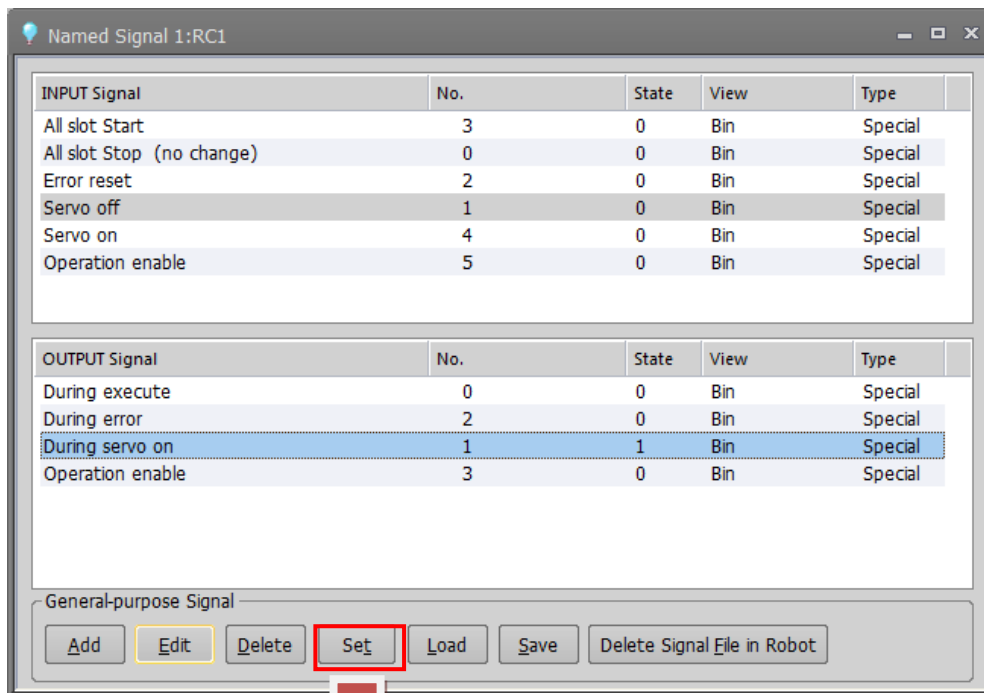 Named Signal 1:RC1
INPUT Signal No. State View Type
All slot Start 3 0 Bin Special
All slot Stop (no change) 0 0 Bin Special
Error reset 2 0 Bin Special
Servo off 1 0 Bin Special
Servo on 4 0 Bin Special
Operation enable 5 0 Bin Special
OUTPUT Signal No. State View Type
During execute 0 0 Bin Special
During error 2 0 Bin Special
During servo on 1 1 Bin Special
Operation enable 3 0 Bin Special
General-purpose Signal
Add Edit Delete Set Load Save Delete Signal File in Robot